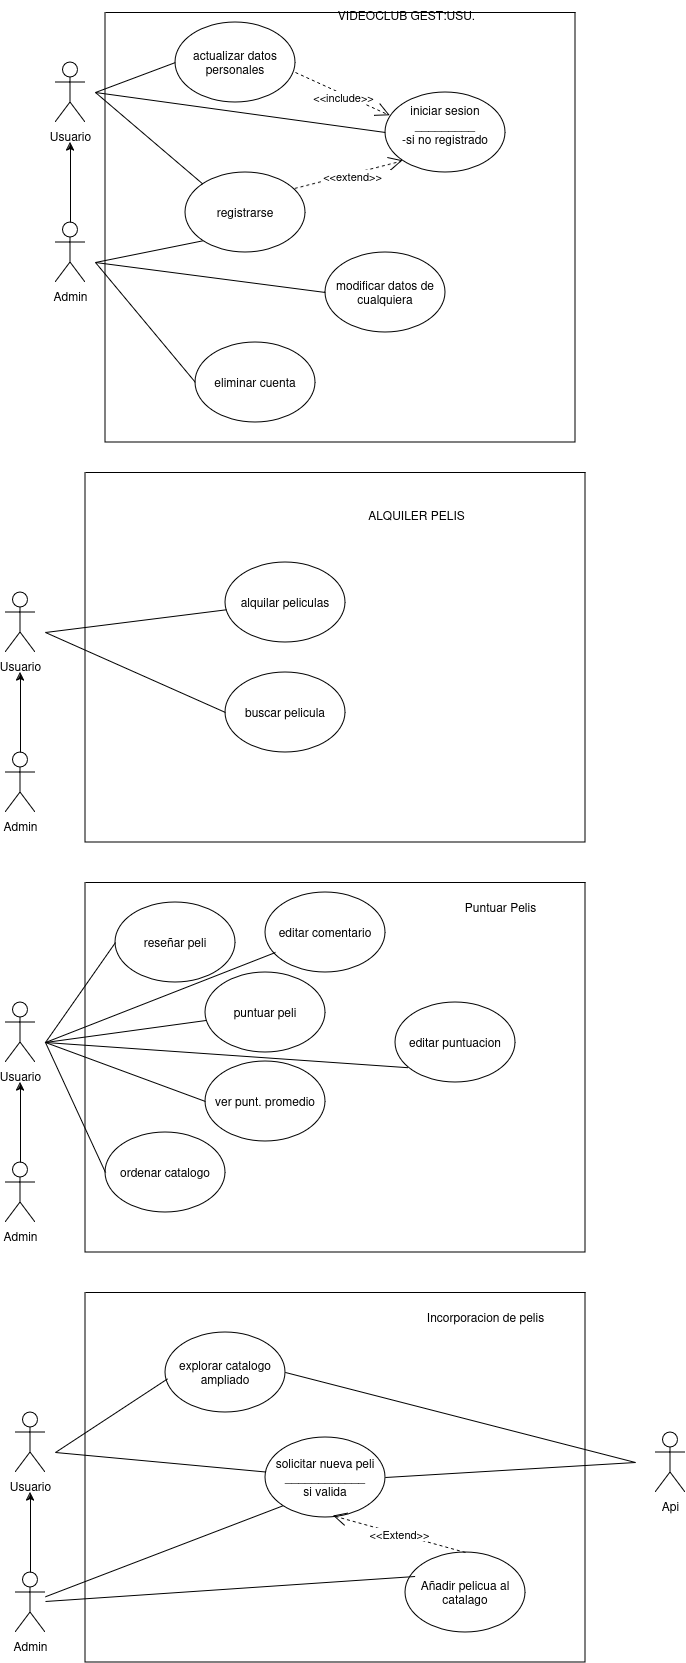 VIDEOCLUB GEST:USU.
actualizar datos
personales
<<include>>
iniciar sesion
-si no registrado
Usuario
<<extend>>
registrarse
Admin
modificar datos de
cualquiera
eliminar cuenta
ALQUILER PELIS
alquilar peliculas
Usuario
buscar pelicula
Admin
Puntuar Pelis
reseñar peli
editar comentario
puntuar peli
editar puntuacion
Usuario
ver punt. promedio
ordenar catalogo
Admin
Incorporacion de pelis
explorar catalogo
ampliado
solicitar nueva peli
si valida
Usuario
Api
<<Extend>>
Añadir pelicua al
catalago
Admin